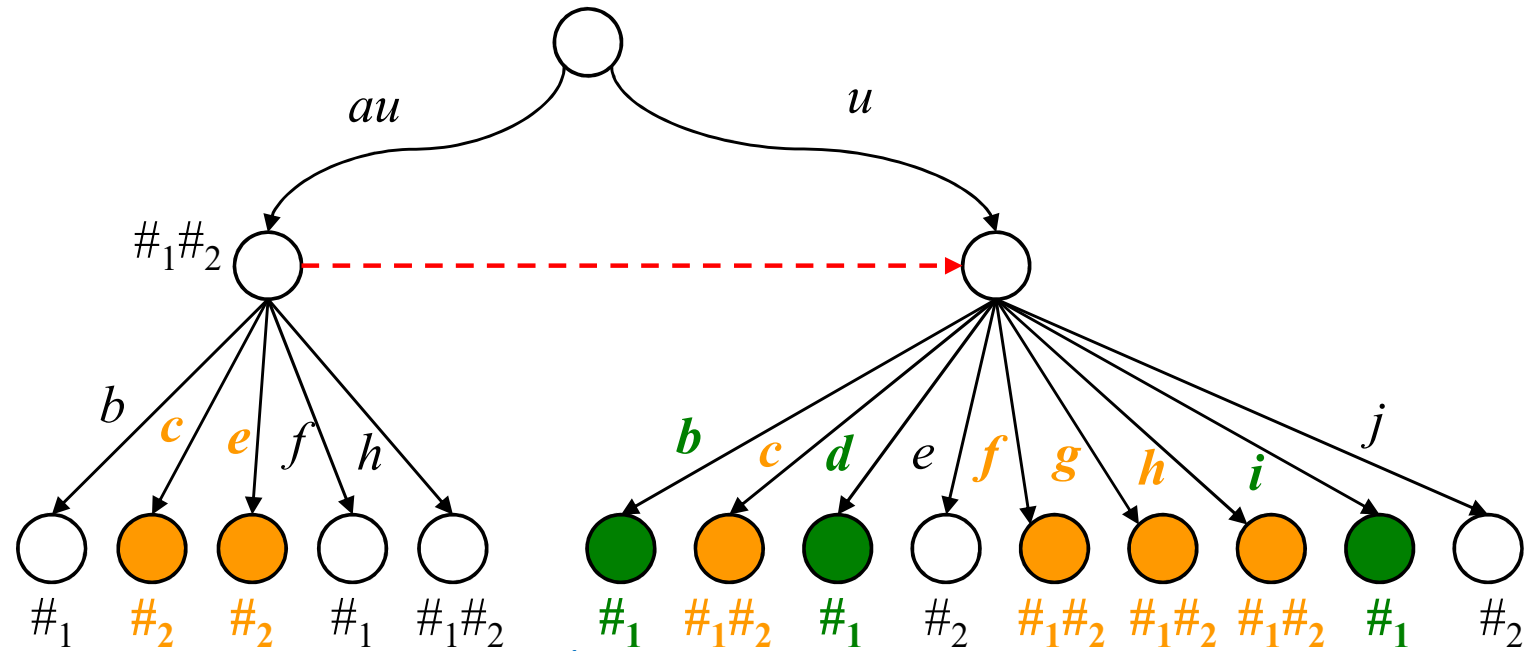 au u
#₁#₂
b c e f h b c d e f g h i j
#₁ #₂ #₂ #₁ #₁#₂ #₁ #₁#₂ #₁ #₂ #₁#₂ #₁#₂ #₁#₂ #₁ #₂